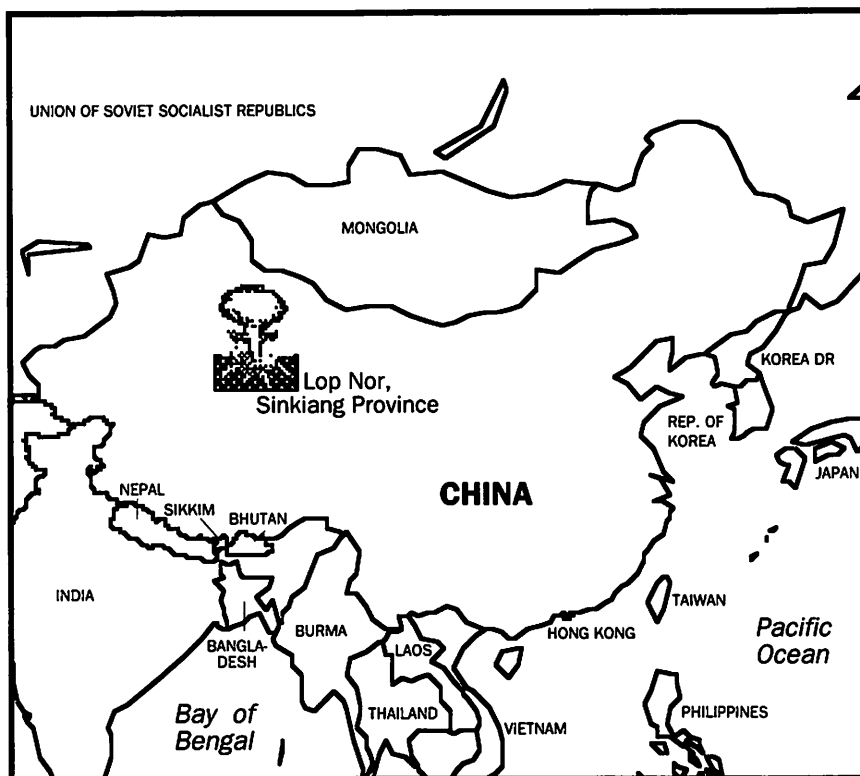 UNION OF SOVIET SOCIALIST REPUBLICS
MONGOLIA
Lop Nor,
Sinkiang Province
KOREA DR
REP. OF
KOREA
JAPAN
CHINA
NEPAL
SIKKIM
BHUTAN
INDIA
BANGLA-
DESH
BURMA
LAOS
HONG KONG
TAIWAN
Pacific
Ocean
Bay of
Bengal
THAILAND
VIETNAM
PHILIPPINES